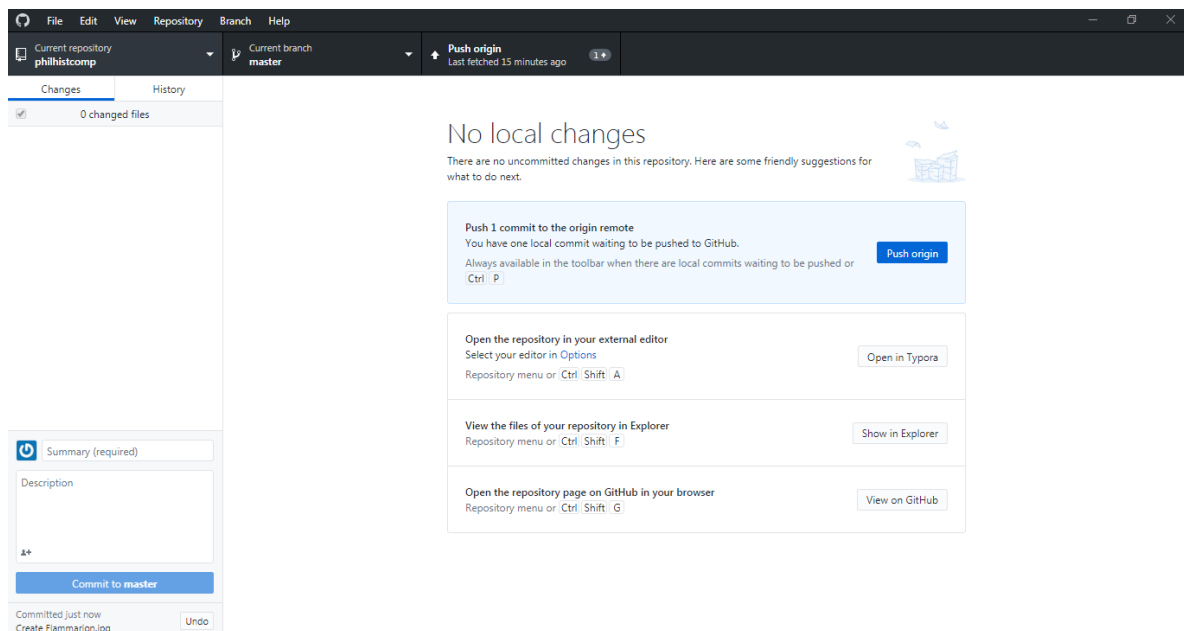 File Edit View Repository Branch Help
Current repository
philhistcomp
Current branch
master
Push origin
Last fetched 15 minutes ago
1
Changes History
0 changed files
No local changes
There are no uncommitted changes in this repository. Here are some friendly suggestions for
what to do next.
Push 1 commit to the origin remote
You have one local commit waiting to be pushed to GitHub.
Always available in the toolbar when there are local commits waiting to be pushed or
Ctrl P
Push origin
Open the repository in your external editor
Select your editor in Options
Repository menu or Ctrl Shift A
Open in Typora
View the files of your repository in Explorer
Repository menu or Ctrl Shift F
Show in Explorer
Open the repository page on GitHub in your browser
Repository menu or Ctrl Shift G
View on GitHub
Summary (required)
Description
Commit to master
Committed just now
Create Flammarion.jpg
Undo